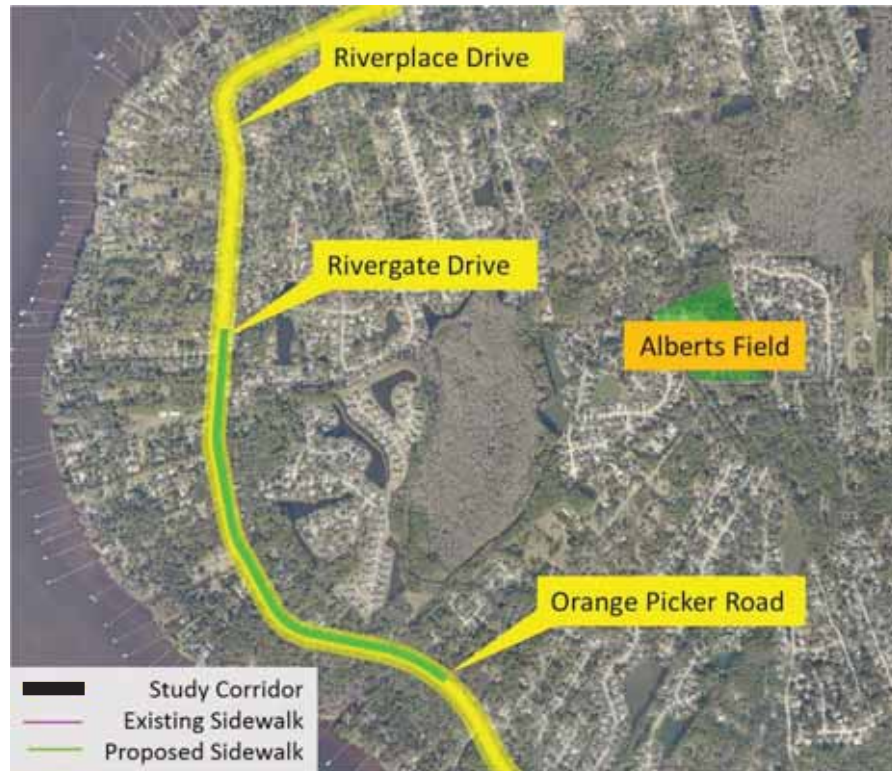 Riverplace Drive
Rivergate Drive
Alberts Field
Orange Picker Road
Study Corridor
Existing Sidewalk
Proposed Sidewalk